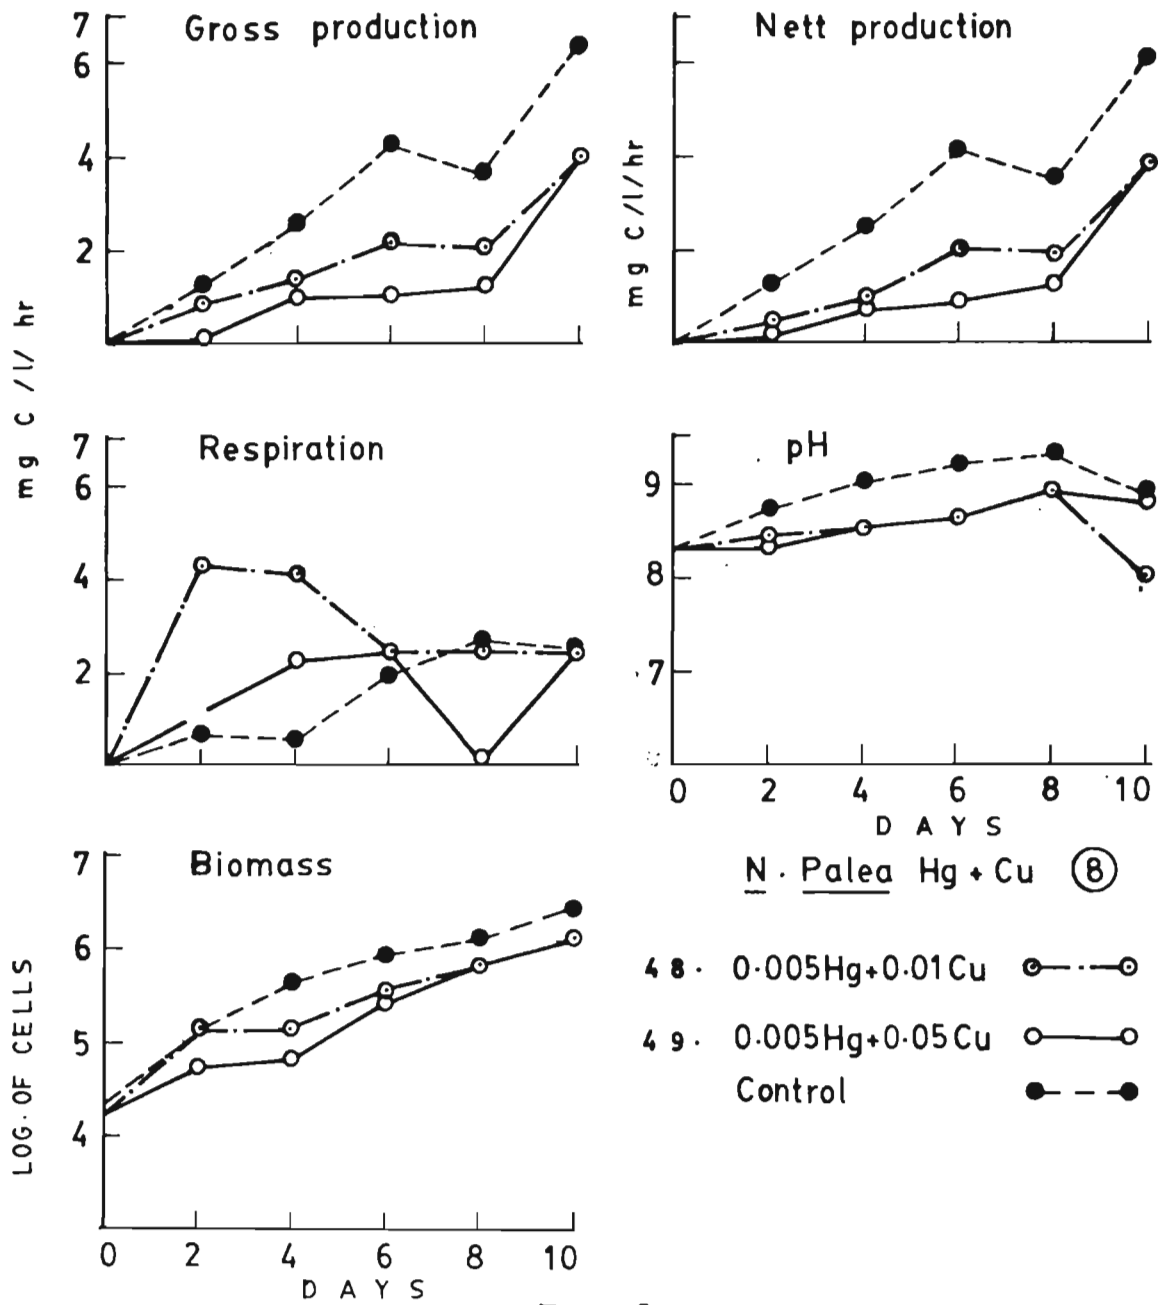 Gross production
7
6
4
2
mg C /l/ hr
Nett production
mg C /l/hr
Respiration
7
6
4
2
pH
9
8
7
0 2 4 6 8 10
DAYS
Biomass
7
6
5
4
LOG. OF CELLS
0 2 4 6 8 10
DAYS
N. Palea Hg + Cu 8
48. 0.005Hg+0.01Cu
49. 0.005Hg+0.05Cu
Control